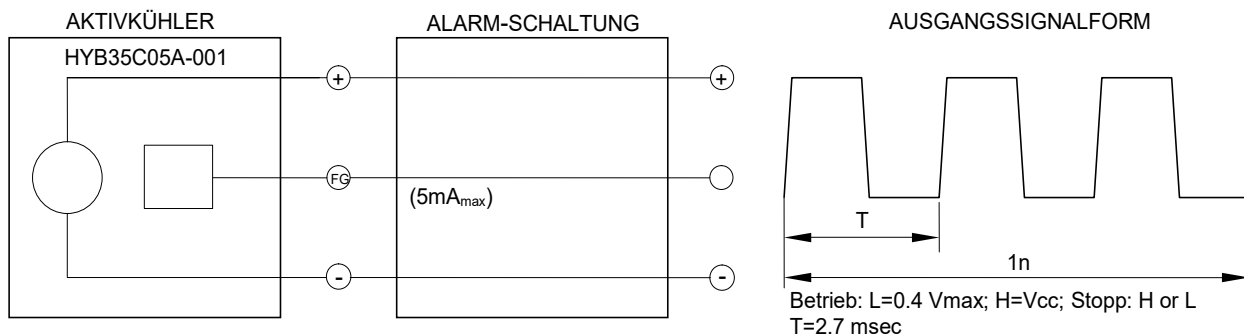 AKTIVKÜHLER
HYB35C05A-001
ALARM-SCHALTUNG
AUSGANGSSIGNALFORM
+
+
FG
(5mAmax)
-
-
T
1n
Betrieb: L=0.4 Vmax; H=Vcc; Stopp: H or L
T=2.7 msec